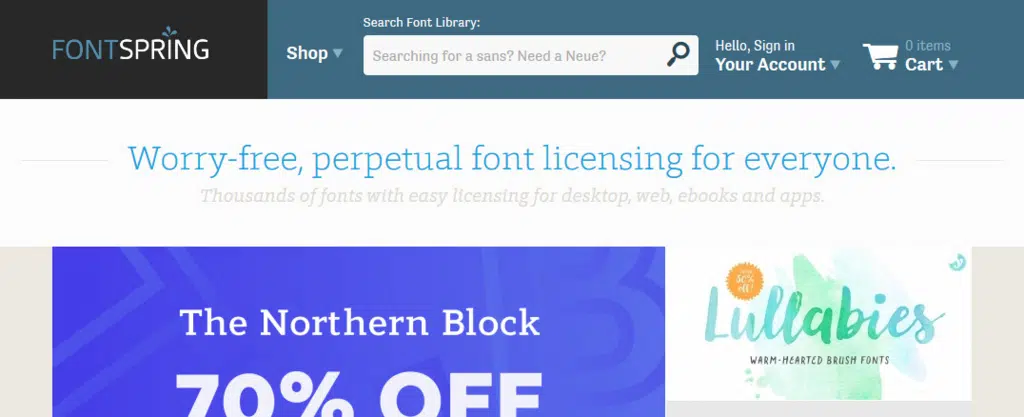 FONTSPRING
Shop
Search Font Library:
Searching for a sans? Need a Neue?
Hello, Sign in
Your Account
0 items
Cart
Worry-free, perpetual font licensing for everyone.
Thousands of fonts with easy licensing for desktop, web, ebooks and apps.
The Northern Block
70% OFF
50%
off!
Lullabies
WARM-HEARTED BRUSH FONTS